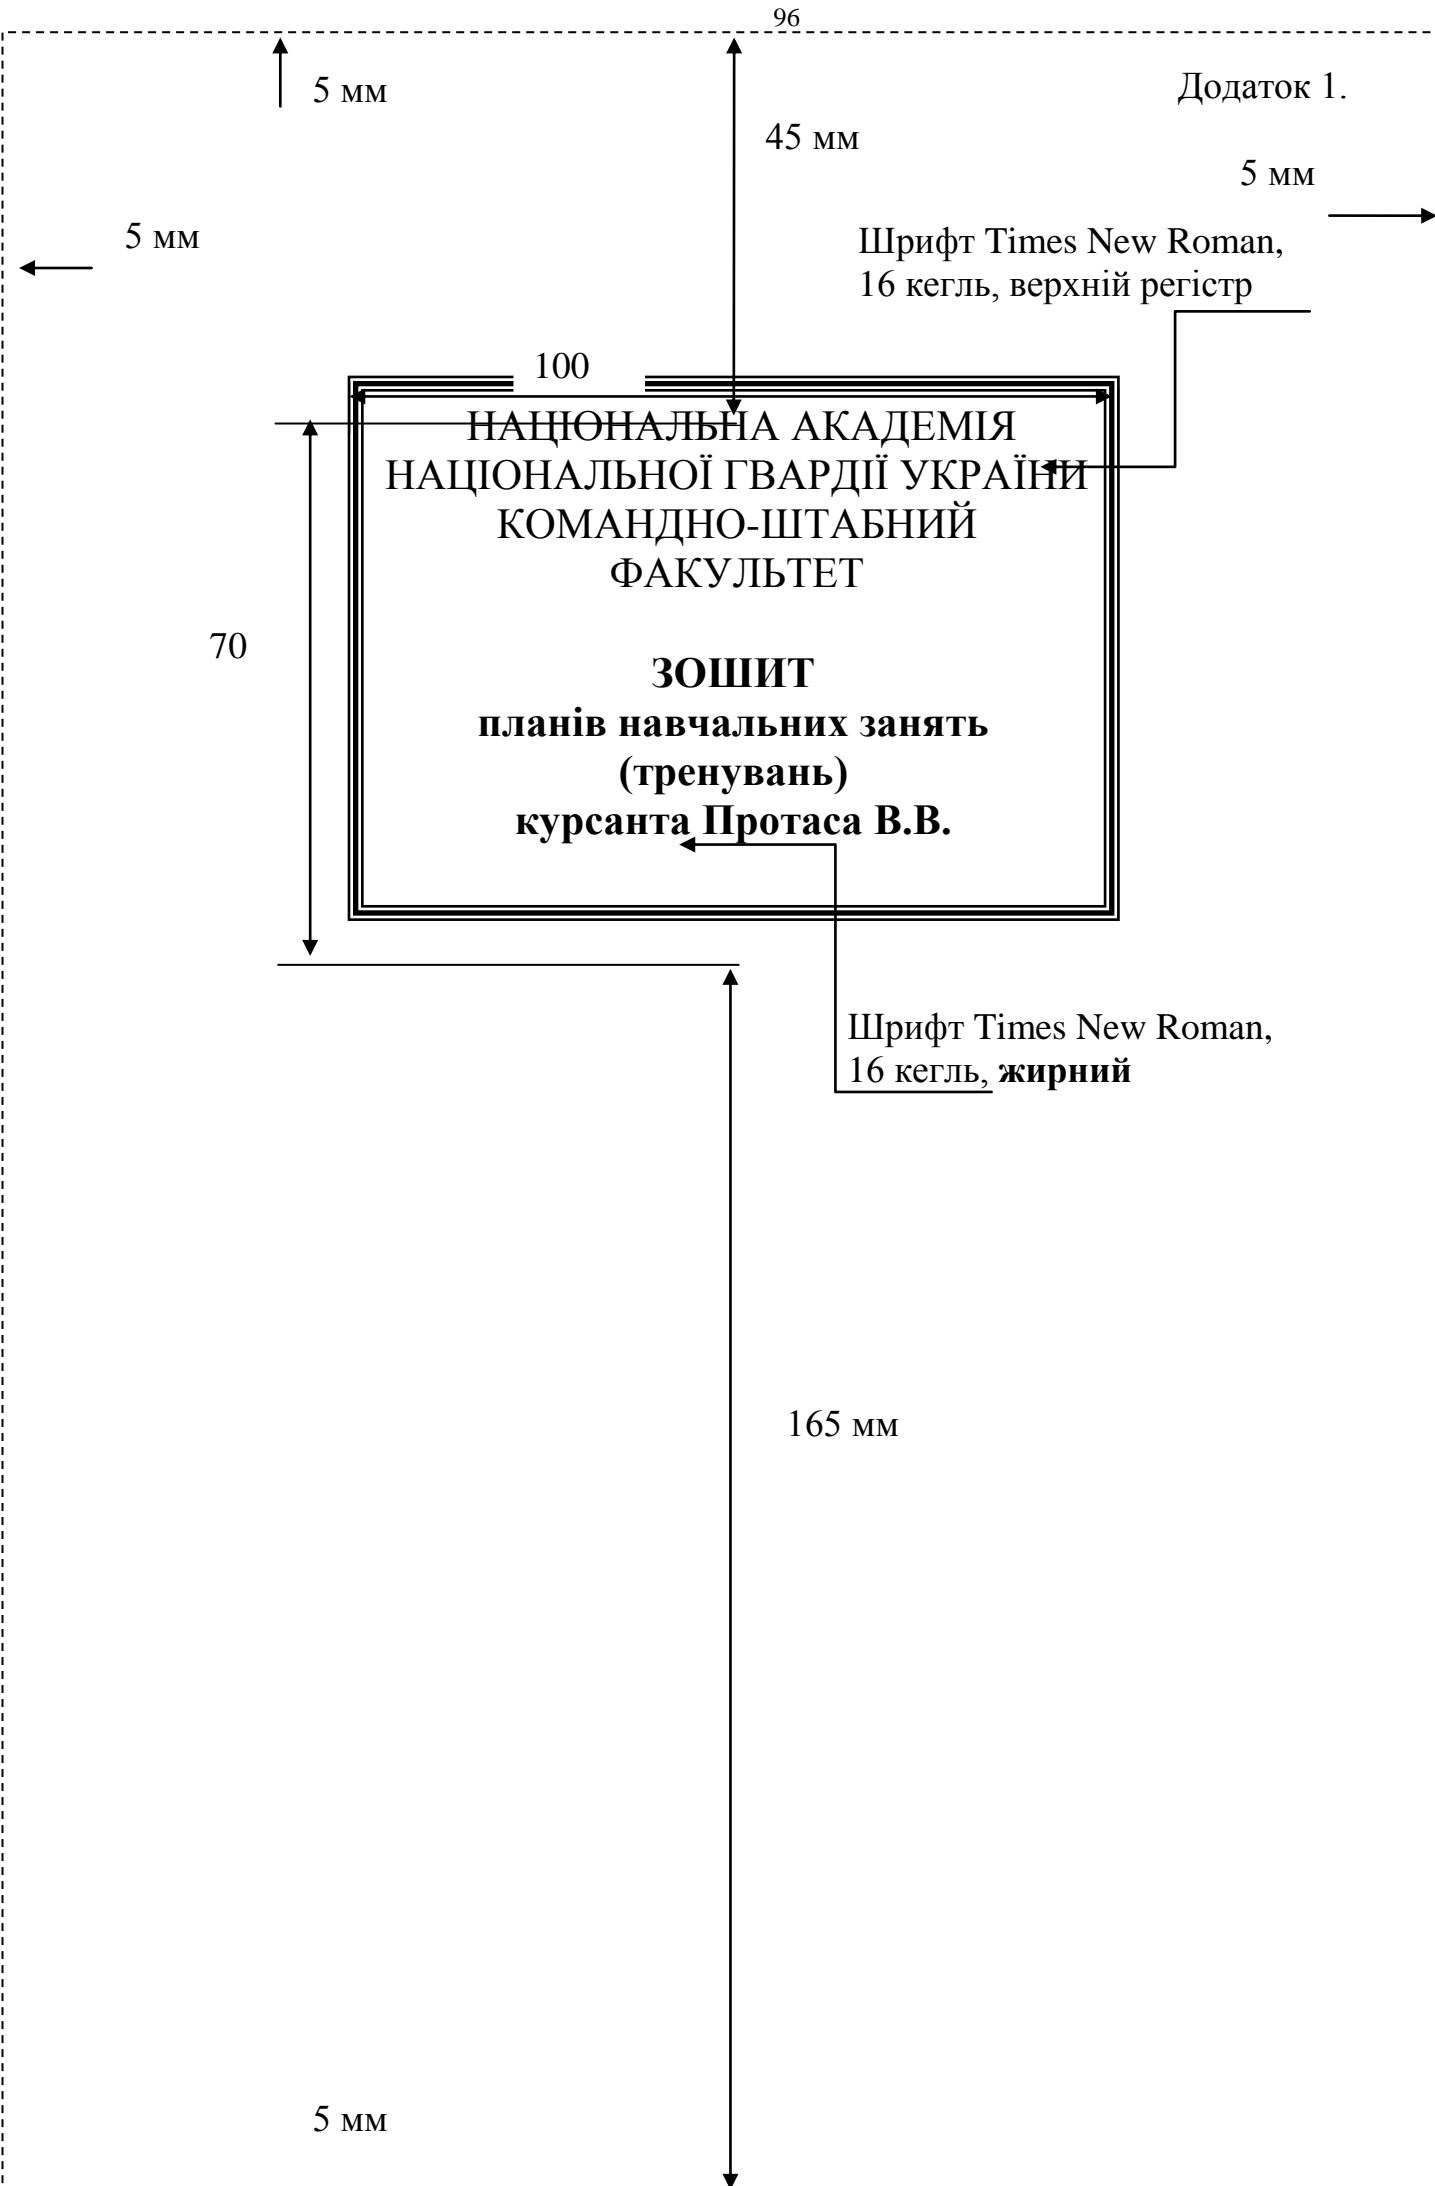 96
5 мм
Додаток 1.
45 мм
5 мм
5 мм
Шрифт Times New Roman,
16 кегль, верхній регістр
100
НАЦІОНАЛЬНА АКАДЕМІЯ
НАЦІОНАЛЬНОЇ ГВАРДІЇ УКРАЇНИ
КОМАНДНО-ШТАБНИЙ
ФАКУЛЬТЕТ
70
ЗОШИТ
планів навчальних занять
(тренувань)
курсанта Протаса В.В.
Шрифт Times New Roman,
16 кегль, жирний
165 мм
5 мм